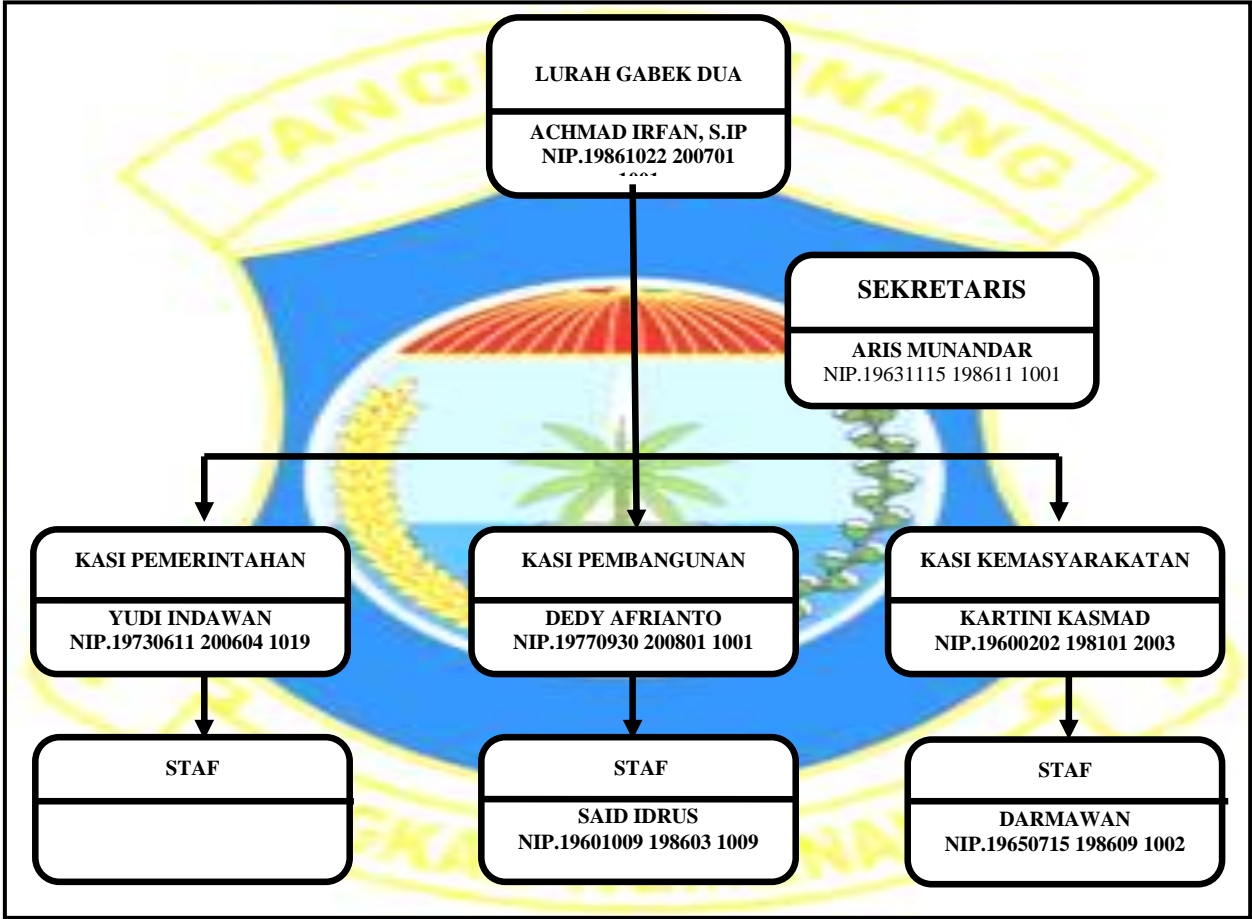 LURAH GABEK DUA
ACHMAD IRFAN, S.IP
NIP.19861022 200701
1001
SEKRETARIS
ARIS MUNANDAR
NIP.19631115 198611 1001
KASI PEMERINTAHAN
YUDI INDAWAN
NIP.19730611 200604 1019
KASI PEMBANGUNAN
DEDY AFRIANTO
NIP.19770930 200801 1001
KASI KEMASYARAKATAN
KARTINI KASMAD
NIP.19600202 198101 2003
STAF
STAF
SAID IDRUS
NIP.19601009 198603 1009
STAF
DARMAWAN
NIP.19650715 198609 1002